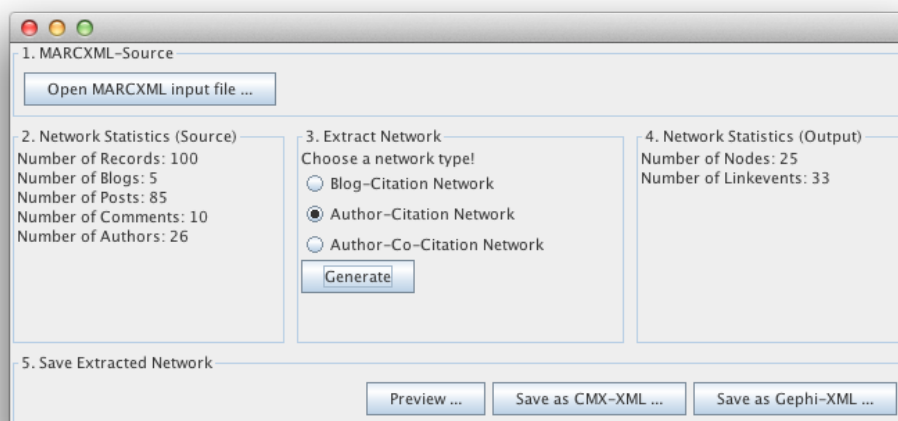 1. MARCXML-Source
Open MARCXML input file ...
2. Network Statistics (Source)
Number of Records: 100
Number of Blogs: 5
Number of Posts: 85
Number of Comments: 10
Number of Authors: 26
3. Extract Network
Choose a network type!
Blog-Citation Network
Author-Citation Network
Author-Co-Citation Network
Generate
4. Network Statistics (Output)
Number of Nodes: 25
Number of Linkevents: 33
5. Save Extracted Network
Preview ...
Save as CMX-XML ...
Save as Gephi-XML ...